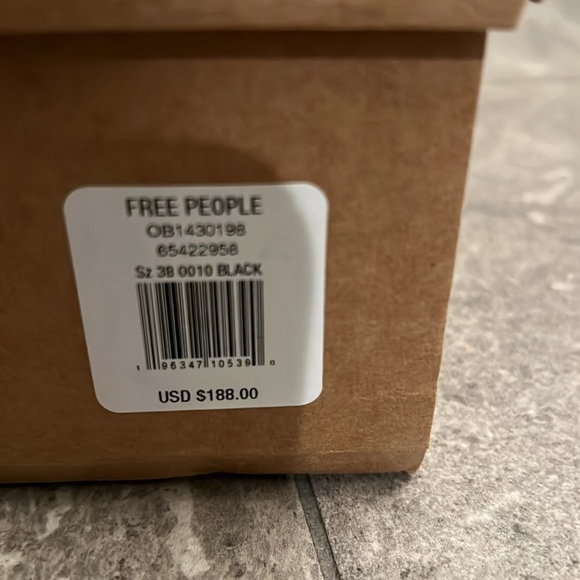 FREE PEOPLE
OB1430198
65422958
Sz 38 0010 BLACK
1 96347 10539 0
USD $188.00